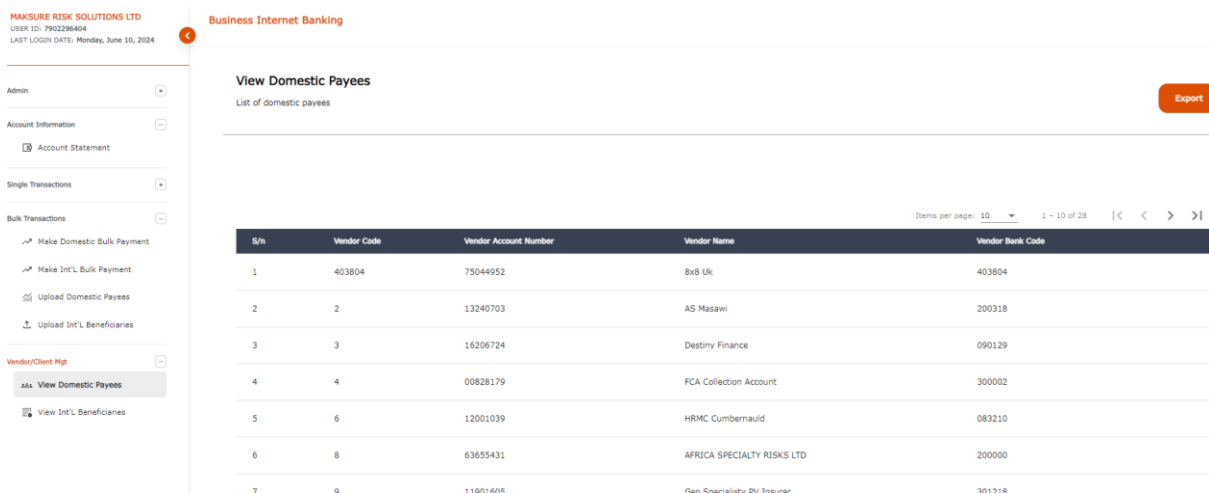 MAKSURE RISK SOLUTIONS LTD
USER ID: 7902296404
LAST LOGIN DATE: Monday, June 10, 2024
Business Internet Banking
Admin
Account Information
Account Statement
Single Transactions
Bulk Transactions
Make Domestic Bulk Payment
Make Int'L Bulk Payment
Upload Domestic Payees
Upload Int'L Beneficiaries
Vendor/Client Mgt
View Domestic Payees
View Int'L Beneficiaries
View Domestic Payees
List of domestic payees
Export
Items per page: 10 1 – 10 of 28
S/n Vendor Code Vendor Account Number Vendor Name Vendor Bank Code
1 403804 75044952 8x8 Uk 403804
2 2 13240703 AS Masawi 200318
3 3 16206724 Destiny Finance 090129
4 4 00828179 FCA Collection Account 300002
5 6 12001039 HRMC Cumbernauld 083210
6 8 63655431 AFRICA SPECIALTY RISKS LTD 200000
7 9 11901605 Geo Specialisty PV Insurer 301218